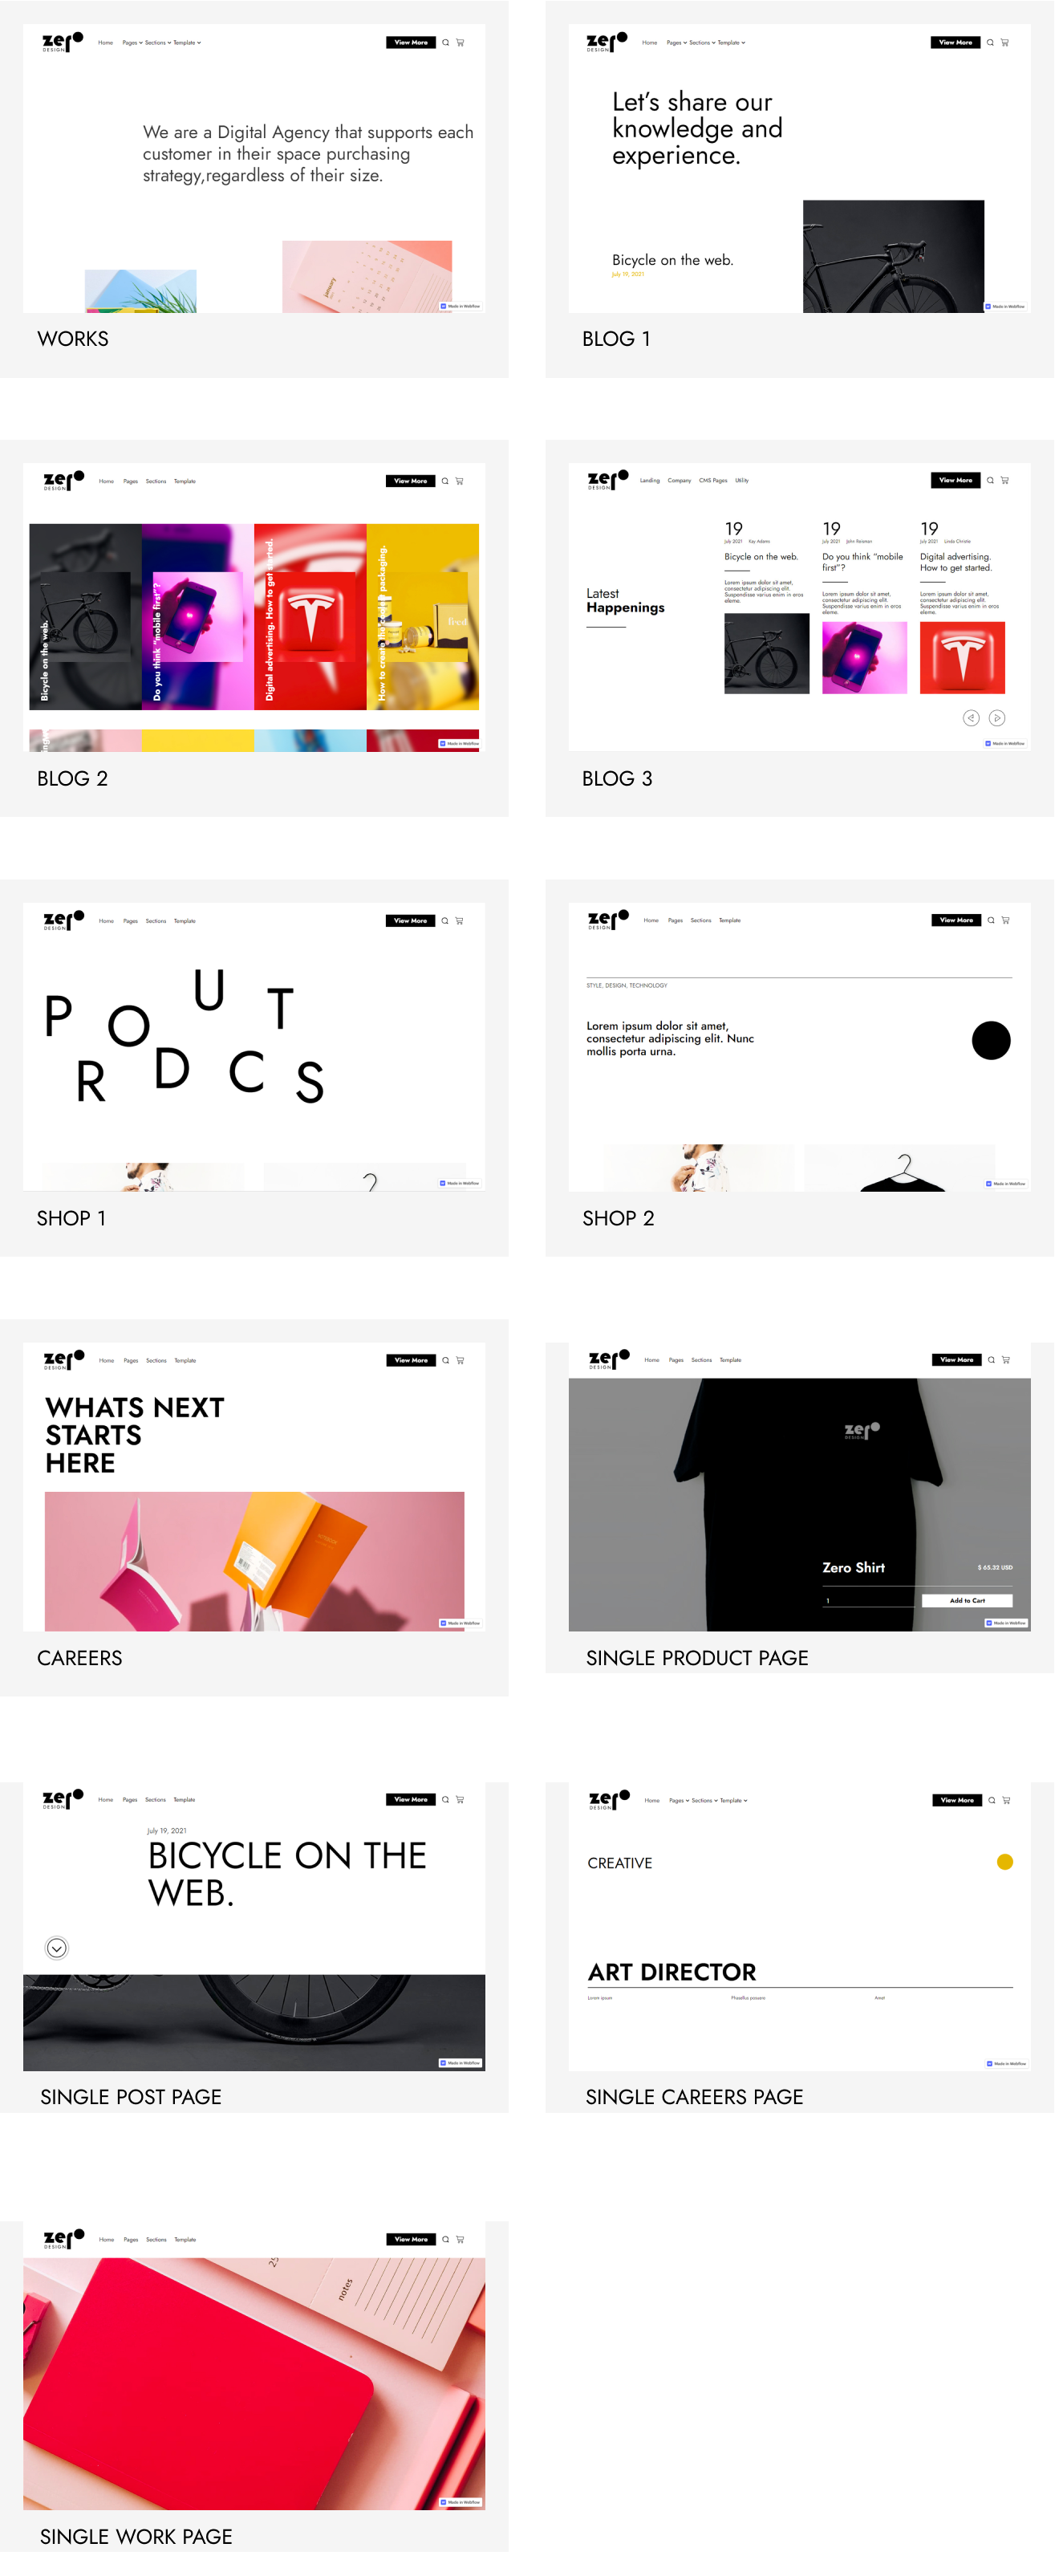 zero
DESIGN
Home Pages Sections Template
View More
We are a Digital Agency that supports each
customer in their space purchasing
strategy,regardless of their size.
january
Made in Webflow
WORKS
zero
DESIGN
Home Pages Sections Template
View More
Let's share our
knowledge and
experience.
Bicycle on the web.
July 19, 2021
Made in Webflow
BLOG 1
zero
DESIGN
Home Pages Sections Template
View More
Bicycle on the web.
Do you think "mobile first"?
Digital advertising. How to get started.
How to create the coded packaging.
fred
Made in Webflow
BLOG 2
zero
DESIGN
Landing Company CMS Pages Utility
View More
Latest
Happenings
19
July 2021 Kay Adams
Bicycle on the web.
Lorem ipsum dolor sit amet,
consectetur adipiscing elit.
Suspendisse varius enim in eros
eleme.
19
July 2021 John Reisman
Do you think "mobile
first"?
Lorem ipsum dolor sit amet,
consectetur adipiscing elit.
Suspendisse varius enim in eros
eleme.
19
July 2021 Linda Christie
Digital advertising.
How to get started.
Lorem ipsum dolor sit amet,
consectetur adipiscing elit.
Suspendisse varius enim in eros
eleme.
Made in Webflow
BLOG 3
zero
DESIGN
Home Pages Sections Template
View More
PRODUCTS
Made in Webflow
SHOP 1
zero
DESIGN
Home Pages Sections Template
View More
STYLE, DESIGN, TECHNOLOGY
Lorem ipsum dolor sit amet,
consectetur adipiscing elit. Nunc
mollis porta urna.
Made in Webflow
SHOP 2
zero
DESIGN
Home Pages Sections Template
View More
WHATS NEXT
STARTS
HERE
Made in Webflow
CAREERS
zero
DESIGN
Home Pages Sections Template
View More
zero
DESIGN
Zero Shirt
$ 65.22 USD
1
Add to Cart
Made in Webflow
SINGLE PRODUCT PAGE
zero
DESIGN
Home Pages Sections Template
View More
July 19, 2021
BICYCLE ON THE
WEB.
Made in Webflow
SINGLE POST PAGE
zero
DESIGN
Home Pages Sections Template
View More
CREATIVE
ART DIRECTOR
Lorem ipsum Phasellus posuere Amet
Made in Webflow
SINGLE CAREERS PAGE
zero
DESIGN
Home Pages Sections Template
View More
25
notes
Made in Webflow
SINGLE WORK PAGE